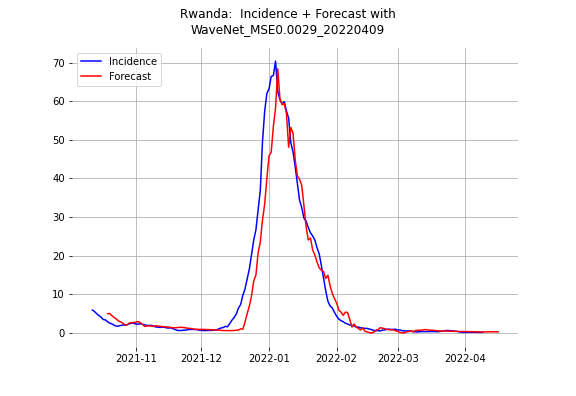 Rwanda:  Incidence + Forecast with
WaveNet_MSE0.0029_20220409
Incidence
Forecast
70
60
50
40
30
20
10
0
2021-11 2021-12 2022-01 2022-02 2022-03 2022-04